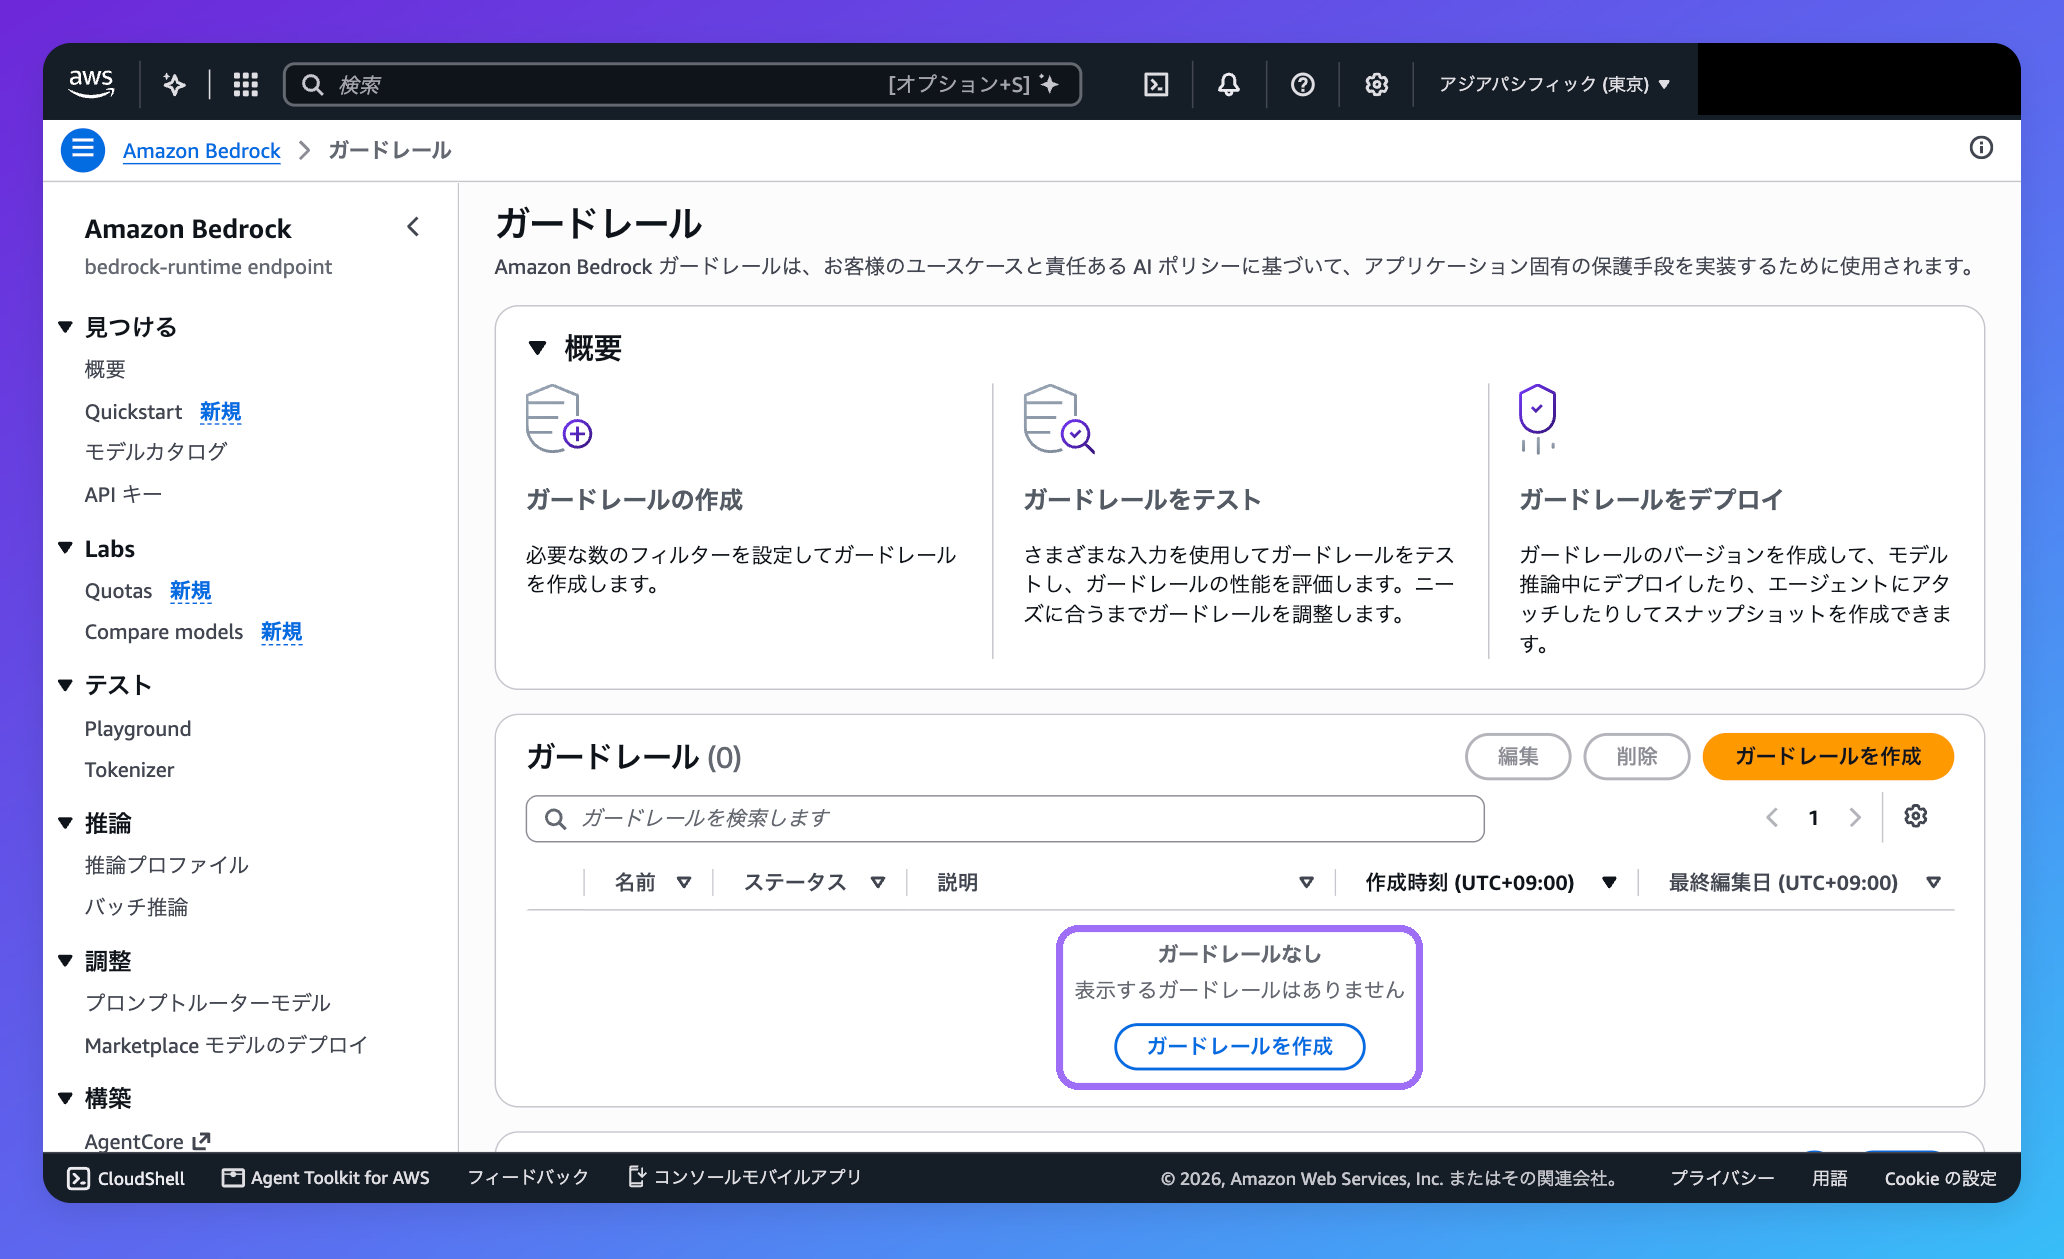 aws
検索
[オプション+S]
アジアパシフィック (東京)
Amazon Bedrock
ガードレール
Amazon Bedrock
bedrock-runtime endpoint
見つける
概要
Quickstart 新規
モデルカタログ
API キー
Labs
Quotas 新規
Compare models 新規
テスト
Playground
Tokenizer
推論
推論プロファイル
バッチ推論
調整
プロンプトルーターモデル
Marketplace モデルのデプロイ
構築
AgentCore
ガードレール
Amazon Bedrock ガードレールは、お客様のユースケースと責任ある AI ポリシーに基づいて、アプリケーション固有の保護手段を実装するために使用されます。
概要
ガードレールの作成
必要な数のフィルターを設定してガードレール
を作成します。
ガードレールをテスト
さまざまな入力を使用してガードレールをテス
トし、ガードレールの性能を評価します。ニー
ズに合うまでガードレールを調整します。
ガードレールをデプロイ
ガードレールのバージョンを作成して、モデル
推論中にデプロイしたり、エージェントにアタ
ッチしたりしてスナップショットを作成できま
す。
ガードレール (0)
編集
削除
ガードレールを作成
ガードレールを検索します
1
名前
ステータス
説明
作成時刻 (UTC+09:00)
最終編集日 (UTC+09:00)
ガードレールなし
表示するガードレールはありません
ガードレールを作成
CloudShell
Agent Toolkit for AWS
フィードバック
コンソールモバイルアプリ
© 2026, Amazon Web Services, Inc. またはその関連会社。
プライバシー
用語
Cookie の設定